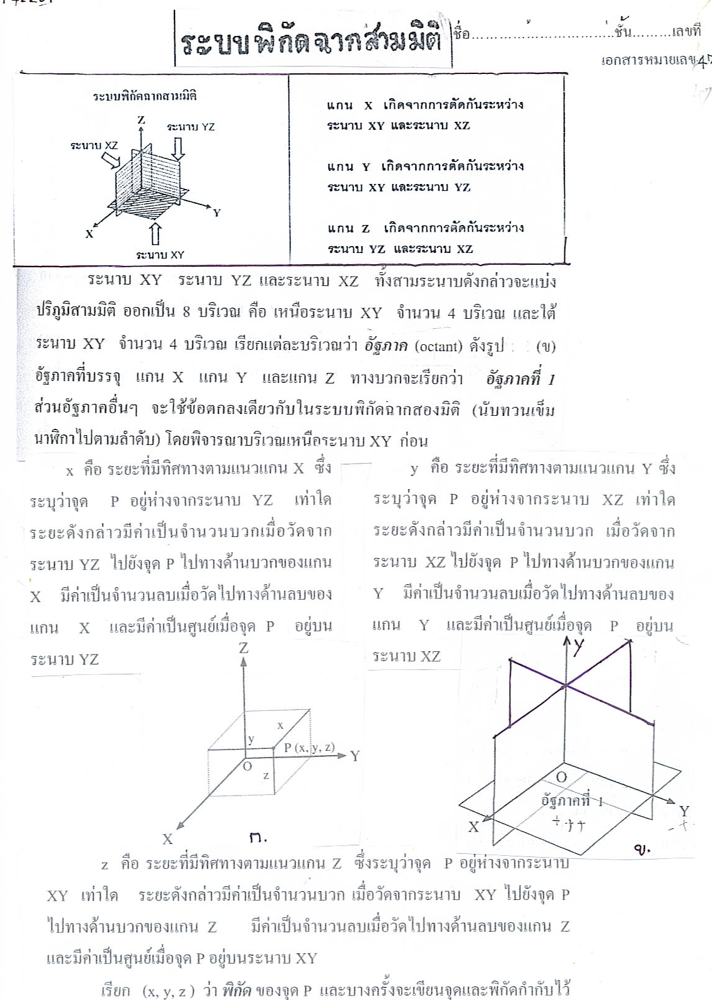 ระบบพิกัดฉากสามมิติ
ชื่อ................................ชั้น.........เลขที่
เอกสารหมายเลข 47
ระบบพิกัดฉากสามมิติ
Z
ระนาบ YZ
ระนาบ XZ
Y
X
ระนาบ XY
แกน X เกิดจากการตัดกันระหว่าง
ระนาบ XY และระนาบ XZ
แกน Y เกิดจากการตัดกันระหว่าง
ระนาบ XY และระนาบ YZ
แกน Z เกิดจากการตัดกันระหว่าง
ระนาบ YZ และระนาบ XZ
ระนาบ XY ระนาบ YZ และระนาบ XZ ทั้งสามระนาบดังกล่าวจะแบ่ง
ปริภูมิสามมิติ ออกเป็น 8 บริเวณ คือ เหนือระนาบ XY จำนวน 4 บริเวณ และใต้
ระนาบ XY จำนวน 4 บริเวณ เรียกแต่ละบริเวณว่า อัฐภาค (octant) ดังรูป (ข)
อัฐภาคที่บรรจุ แกน X แกน Y และแกน Z ทางบวกจะเรียกว่า อัฐภาคที่ 1
ส่วนอัฐภาคอื่นๆ จะใช้ข้อตกลงเดียวกับในระบบพิกัดฉากสองมิติ (นับทวนเข็ม
นาฬิกาไปตามลำดับ) โดยพิจารณาบริเวณเหนือระนาบ XY ก่อน
x คือ ระยะที่มีทิศทางตามแนวแกน X ซึ่ง
ระบุว่าจุด P อยู่ห่างจากระนาบ YZ เท่าใด
ระยะดังกล่าวมีค่าเป็นจำนวนบวกเมื่อวัดจาก
ระนาบ YZ ไปยังจุด P ไปทางด้านบวกของแกน
X มีค่าเป็นจำนวนลบเมื่อวัดไปทางด้านลบของ
แกน X และมีค่าเป็นศูนย์เมื่อจุด P อยู่บน
ระนาบ YZ
y คือ ระยะที่มีทิศทางตามแนวแกน Y ซึ่ง
ระบุว่าจุด P อยู่ห่างจากระนาบ XZ เท่าใด
ระยะดังกล่าวมีค่าเป็นจำนวนบวก เมื่อวัดจาก
ระนาบ XZ ไปยังจุด P ไปทางด้านบวกของแกน
Y มีค่าเป็นจำนวนลบเมื่อวัดไปทางด้านลบของ
แกน Y และมีค่าเป็นศูนย์เมื่อจุด P อยู่บน
ระนาบ XZ
Z
x
y
P (x, y, z)
Y
O
z
X
ก.
y
O
อัฐภาคที่ 1
+++
X
Y
ข.
z คือ ระยะที่มีทิศทางตามแนวแกน Z ซึ่งระบุว่าจุด P อยู่ห่างจากระนาบ
XY เท่าใด ระยะดังกล่าวมีค่าเป็นจำนวนบวก เมื่อวัดจากระนาบ XY ไปยังจุด P
ไปทางด้านบวกของแกน Z มีค่าเป็นจำนวนลบเมื่อวัดไปทางด้านลบของแกน Z
และมีค่าเป็นศูนย์เมื่อจุด P อยู่บนระนาบ XY
เรียก (x, y, z ) ว่า พิกัด ของจุด P และบางครั้งจะเขียนจุดและพิกัดกำกับไว้